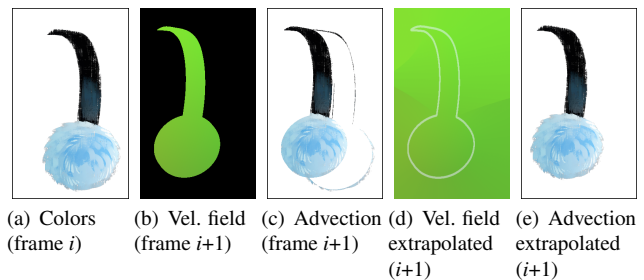 (a) Colors
(frame i)
(b) Vel. field
(frame i+1)
(c) Advection
(frame i+1)
(d) Vel. field
extrapolated
(i+1)
(e) Advection
extrapolated
(i+1)